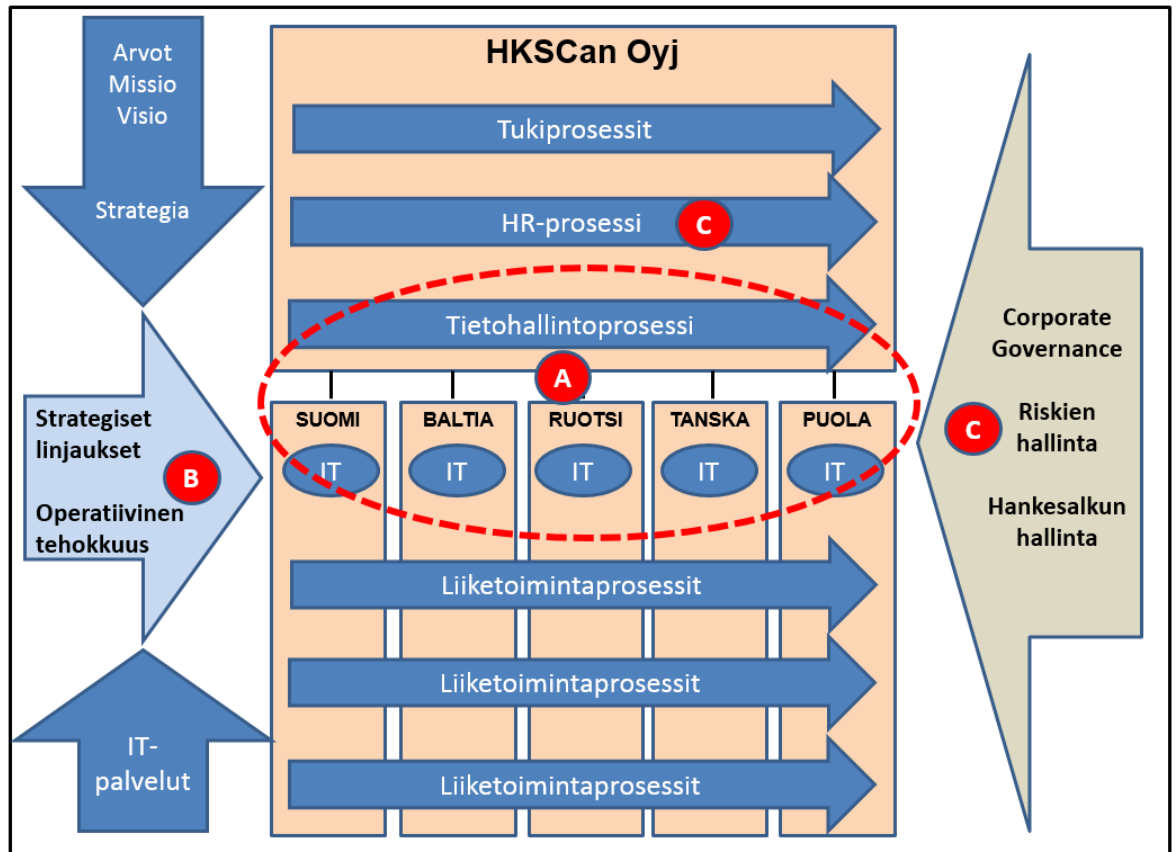 HKSCan Oyj
Arvot
Missio
Visio
Strategia
Tukiprosessit
HR-prosessi
C
Tietohallintoprosessi
A
SUOMI
BALTIA
RUOTSI
TANSKA
PUOLA
IT
IT
IT
IT
IT
Strategiset
linjaukset
B
Operatiivinen
tehokkuus
Corporate
Governance
C
Riskien
hallinta
Hankesalkun
hallinta
Liiketoimintaprosessit
Liiketoimintaprosessit
Liiketoimintaprosessit
IT-
palvelut